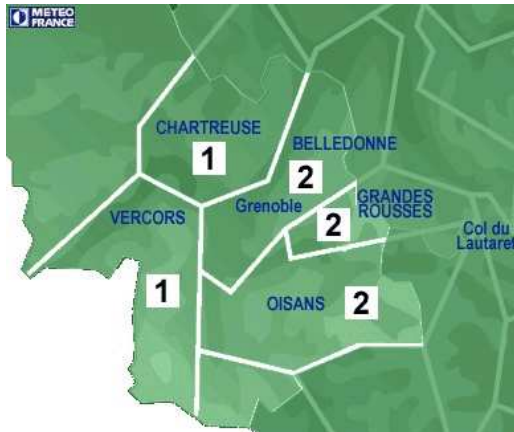 METEO
FRANCE
CHARTREUSE
1
BELLEDONNE
2
VERCORS
Grenoble
GRANDES
ROUSSES
2
Col du
Lautaret
1
OISANS
2